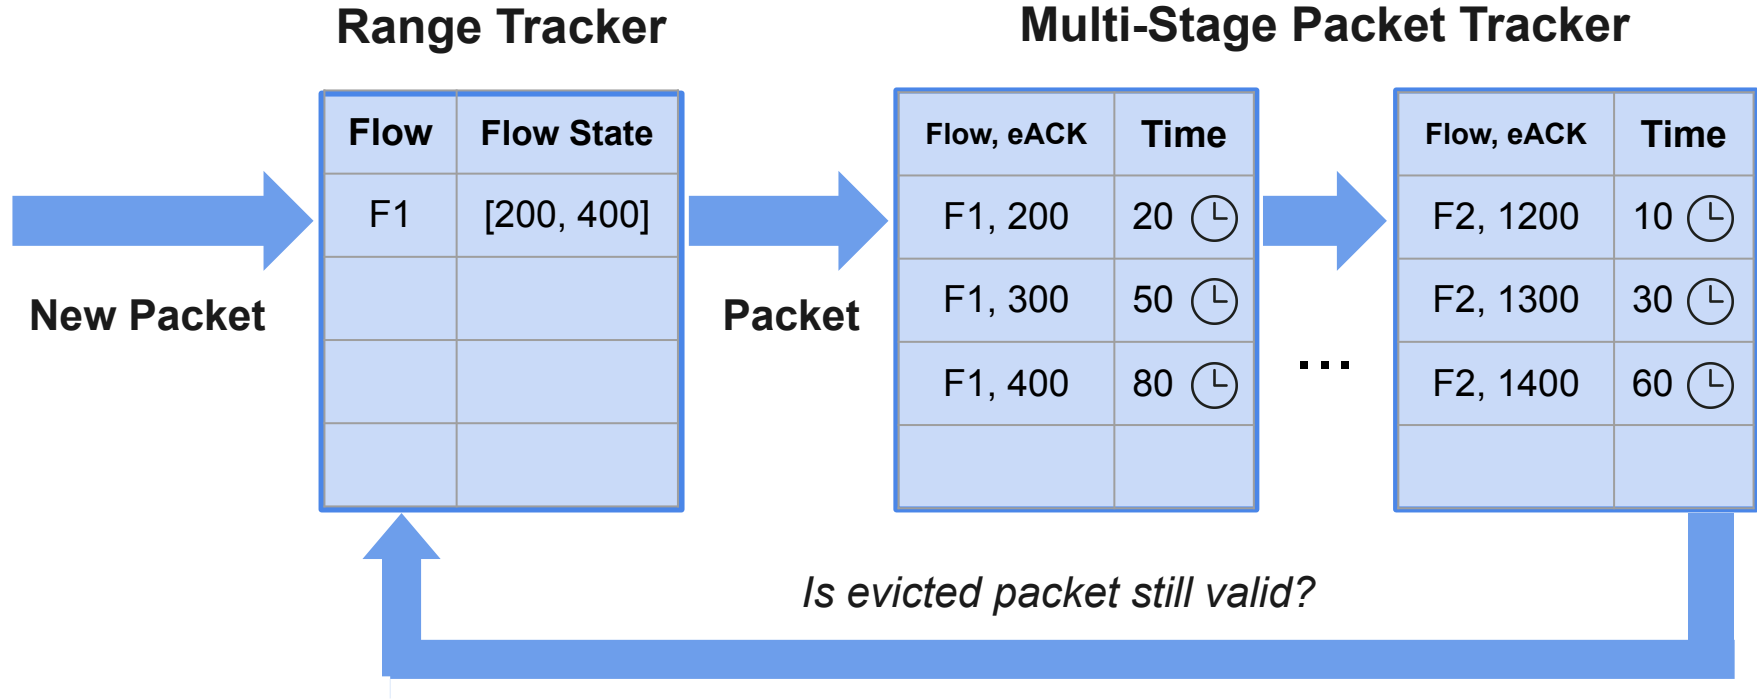 Range Tracker
Multi-Stage Packet Tracker
Flow Flow State
F1 [200, 400]
New Packet
Packet
Flow, eACK Time
F1, 200 20
F1, 300 50
F1, 400 80
...
Flow, eACK Time
F2, 1200 10
F2, 1300 30
F2, 1400 60
Is evicted packet still valid?